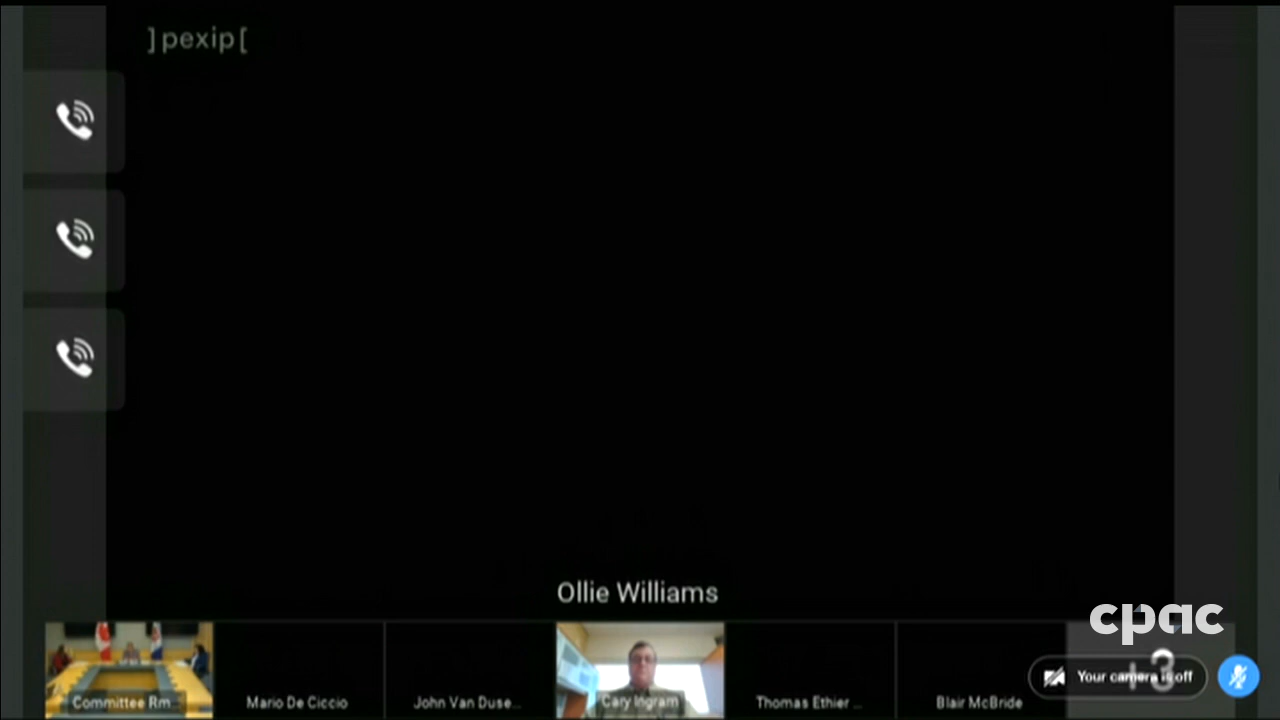 ]pexip[
Ollie Williams
cpac
Committee Rm
Mario De Ciccio
John Van Duse...
Cary Ingram
Thomas Ethier ...
Blair McBride
+3
Your camera is off